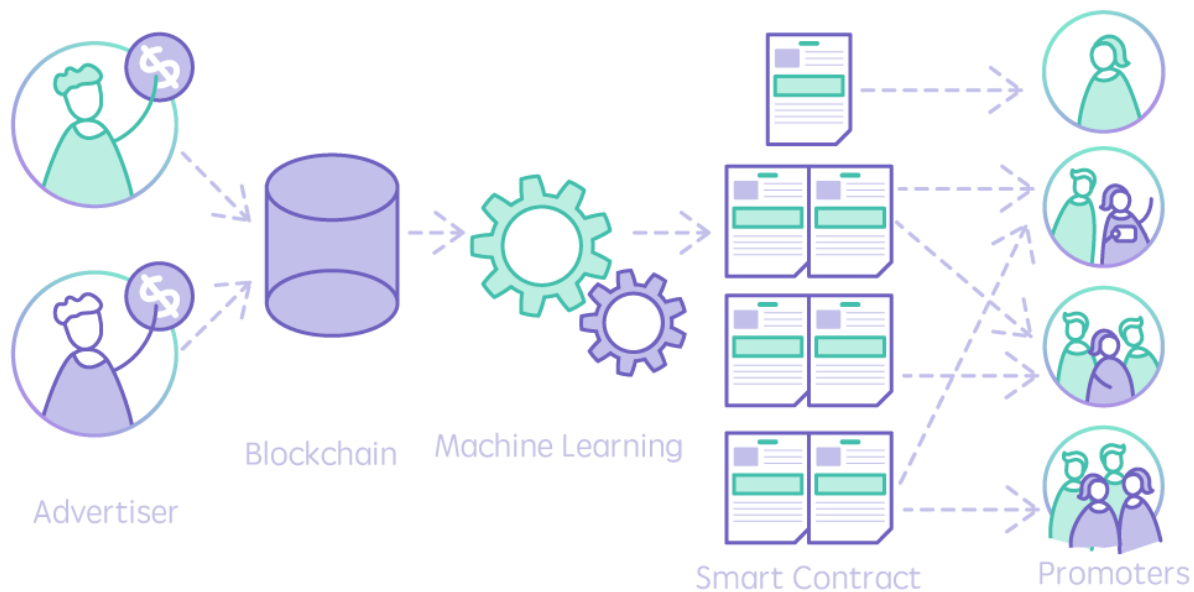 $
$
Blockchain
Machine Learning
Advertiser
Smart Contract
Promoters